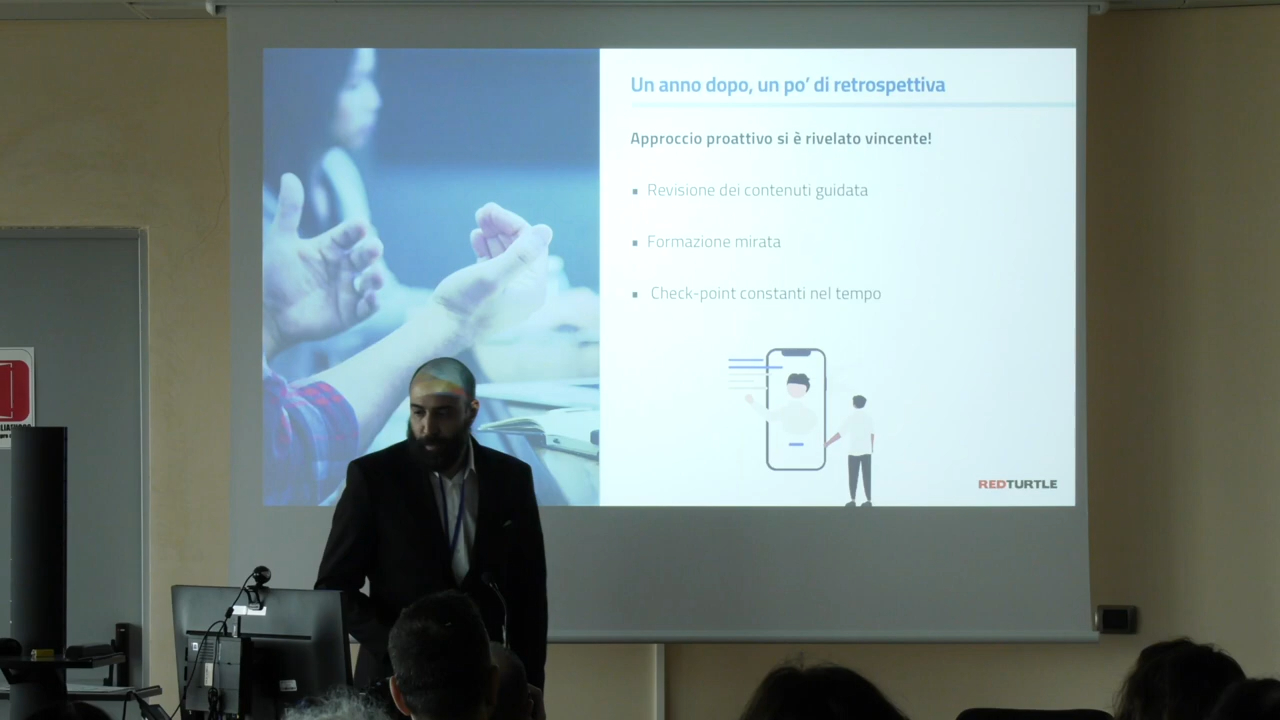 Un anno dopo, un po' di retrospettiva
Approccio proattivo si è rivelato vincente!
▪ Revisione dei contenuti guidata
▪ Formazione mirata
▪ Check-point constanti nel tempo
REDTURTLE